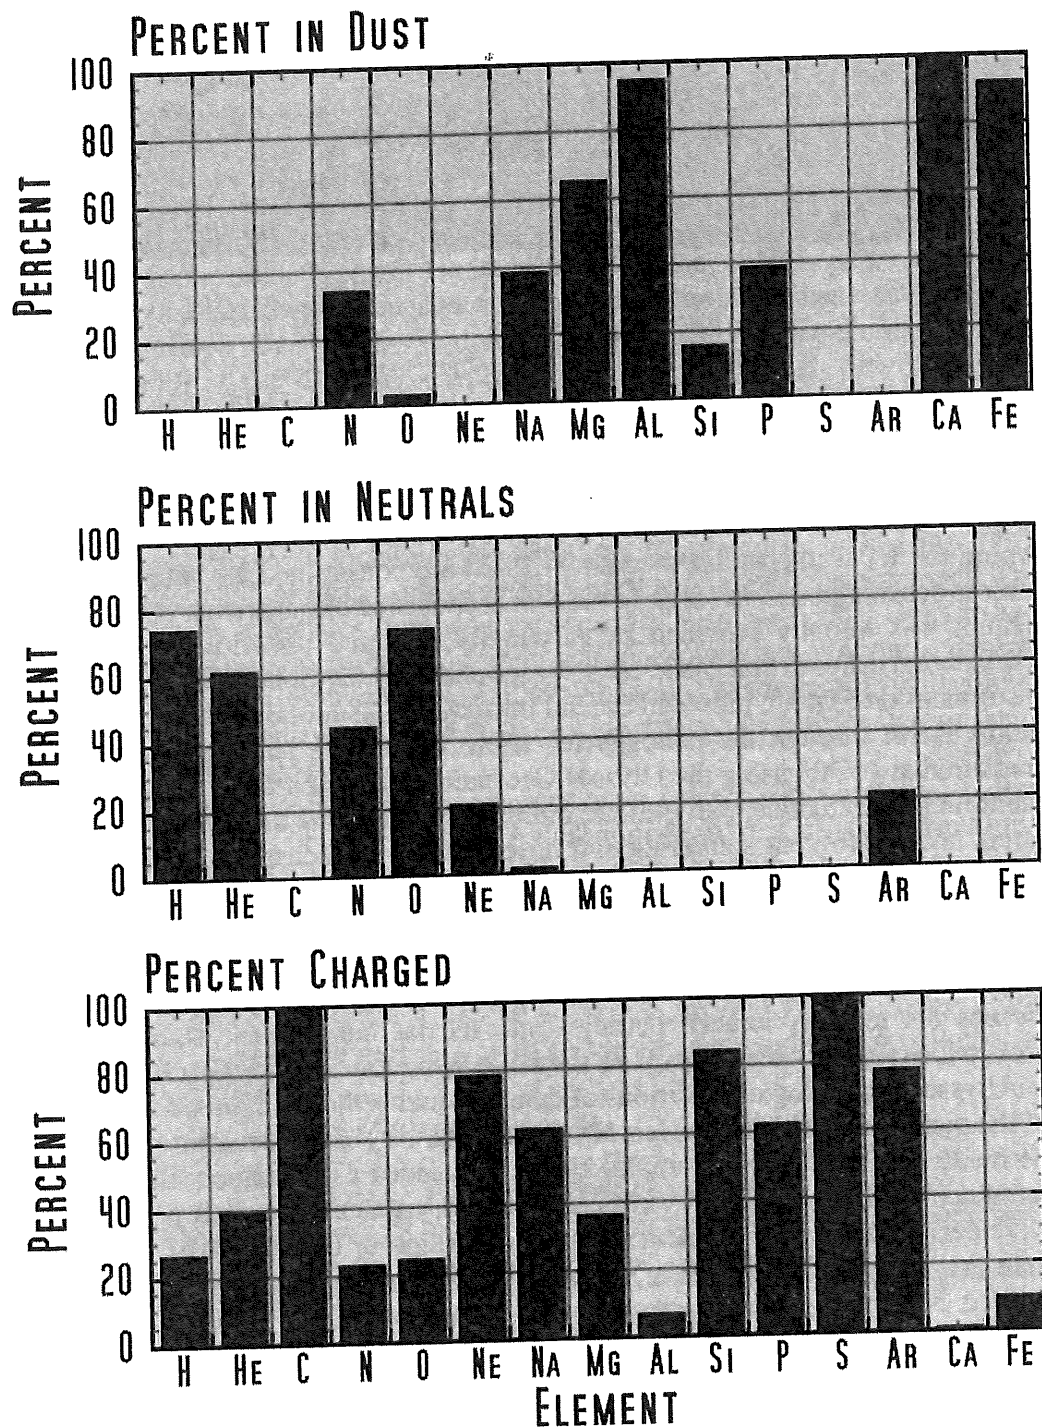 PERCENT IN DUST
PERCENT
100
80
60
40
20
0
H HE C N O NE NA MG AL SI P S AR CA FE
PERCENT IN NEUTRALS
PERCENT
100
80
60
40
20
0
H HE C N O NE NA MG AL SI P S AR CA FE
PERCENT CHARGED
PERCENT
100
80
60
40
20
0
H HE C N O NE NA MG AL SI P S AR CA FE
ELEMENT